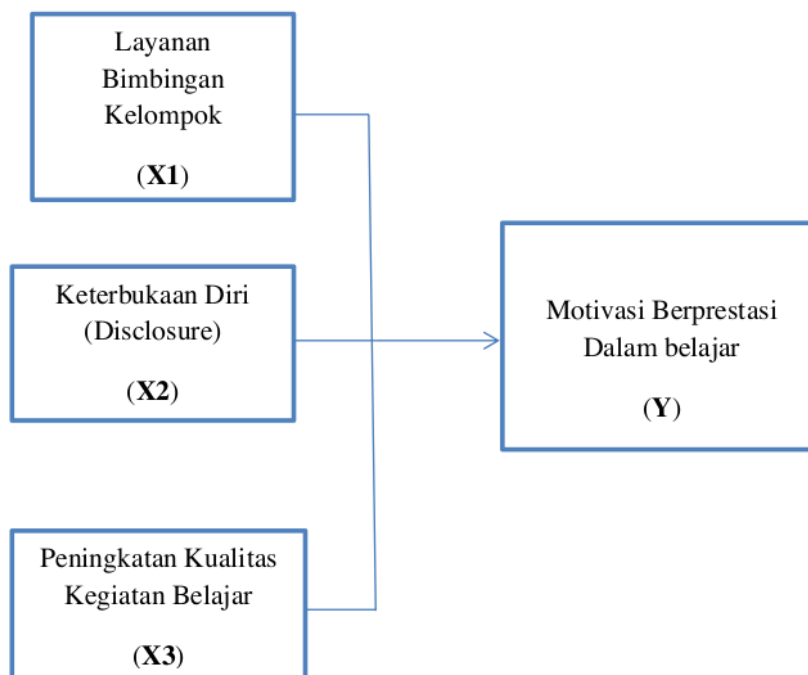 Layanan
Bimbingan
Kelompok
(X1)
Keterbukaan Diri
(Disclosure)
(X2)
Motivasi Berprestasi
Dalam belajar
(Y)
Peningkatan Kualitas
Kegiatan Belajar
(X3)